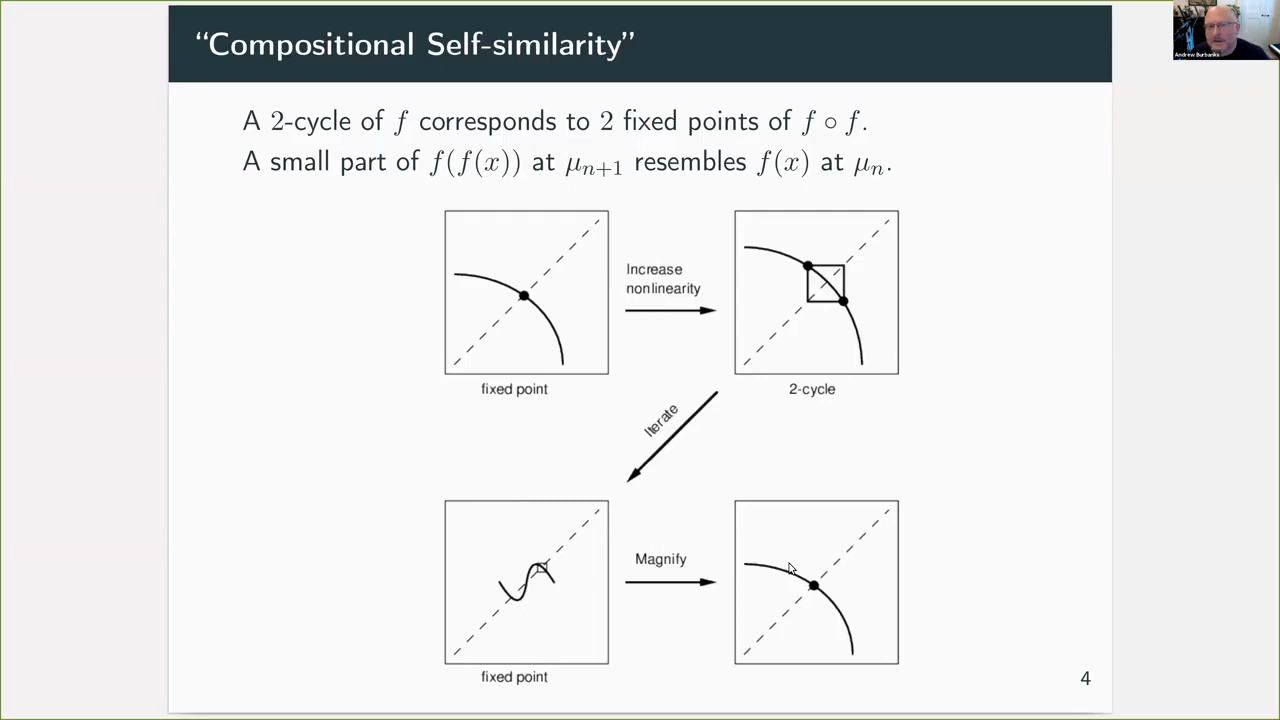 “Compositional Self-similarity”
Andrew Burbanks
A 2-cycle of f corresponds to 2 fixed points of f ∘ f.
A small part of f(f(x)) at μₙ₊₁ resembles f(x) at μₙ.
Increase
nonlinearity
fixed point
2-cycle
Iterate
Magnify
fixed point
4